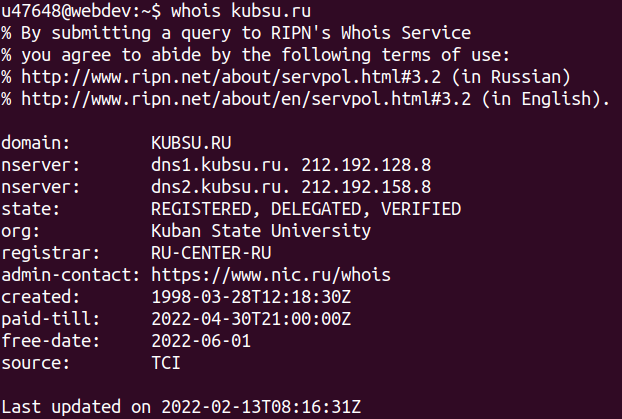 u47648@webdev:~$ whois kubsu.ru
% By submitting a query to RIPN's Whois Service
% you agree to abide by the following terms of use:
% http://www.ripn.net/about/servpol.html#3.2 (in Russian)
% http://www.ripn.net/about/en/servpol.html#3.2 (in English).

domain:        KUBSU.RU
nserver:       dns1.kubsu.ru. 212.192.128.8
nserver:       dns2.kubsu.ru. 212.192.158.8
state:         REGISTERED, DELEGATED, VERIFIED
org:           Kuban State University
registrar:     RU-CENTER-RU
admin-contact: https://www.nic.ru/whois
created:       1998-03-28T12:18:30Z
paid-till:     2022-04-30T21:00:00Z
free-date:     2022-06-01
source:        TCI

Last updated on 2022-02-13T08:16:31Z